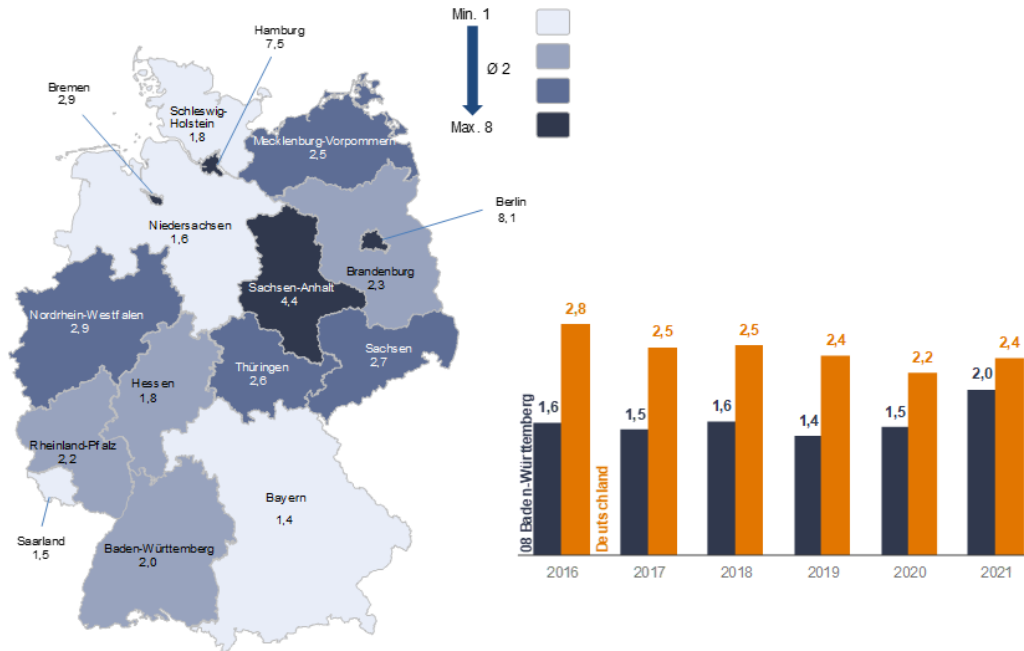 Hamburg
7,5
Bremen
2,9
Schleswig-
Holstein
1,8
Mecklenburg-Vorpommern
2,5
Niedersachsen
1,6
Berlin
8,1
Brandenburg
2,3
Sachsen-Anhalt
4,4
Nordrhein-Westfalen
2,9
Sachsen
2,7
Thüringen
2,6
Hessen
1,8
Rheinland-Pfalz
2,2
Saarland
1,5
Bayern
1,4
Baden-Württemberg
2,0
Min. 1
Ø 2
Max. 8
08 Baden-Württemberg
Deutschland
1,6
2,8
1,5
2,5
1,6
2,5
1,4
2,4
1,5
2,2
2,0
2,4
2016
2017
2018
2019
2020
2021